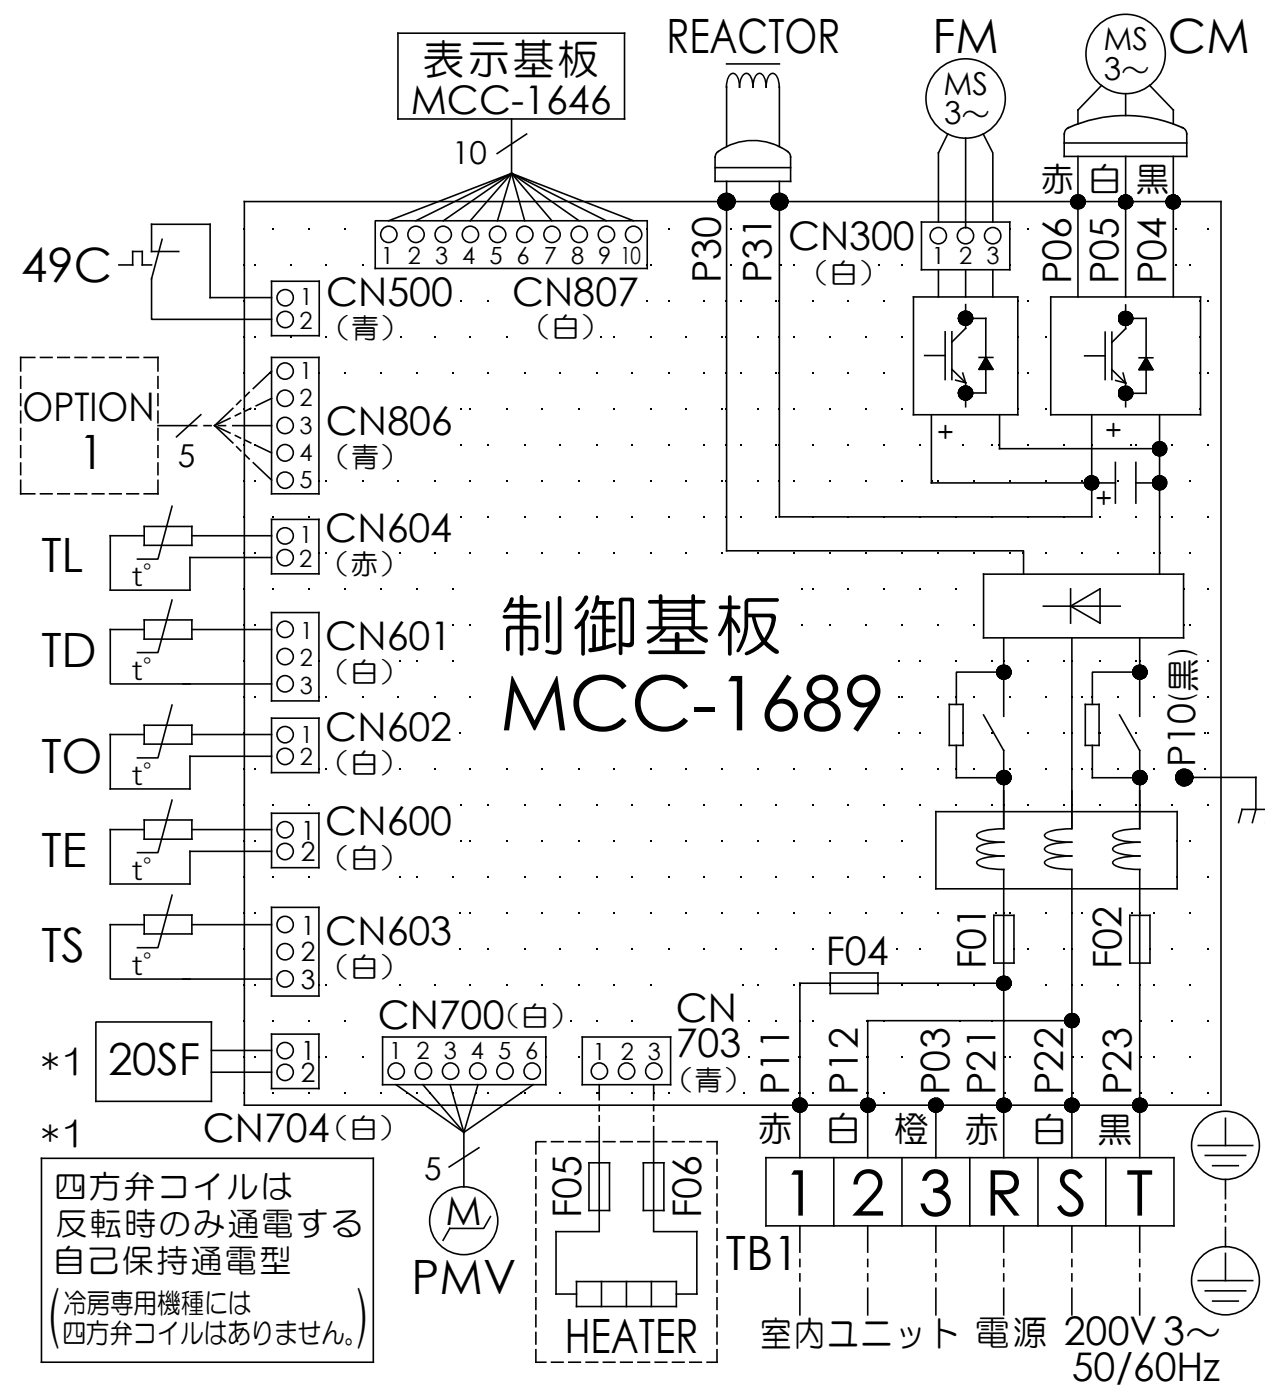 表示基板
MCC-1646
10
REACTOR
FM
MS
3～
CM
MS
3～
赤 白 黒
49C
1 2 3 4 5 6 7 8 9 10
CN807
(白)
1
2
CN500
(青)
P30
P31
CN300
(白)
1 2 3
P06
P05
P04
OPTION
1
5
1
2
3
4
5
CN806
(青)
+
+
+
TL
t°
1
2
CN604
(赤)
TD
t°
1
2
3
CN601
(白)
制御基板
MCC-1689
P10(黒)
TO
t°
1
2
CN602
(白)
TE
t°
1
2
CN600
(白)
TS
t°
1
2
3
CN603
(白)
F04
F01
F02
*1
20SF
1
2
CN704(白)
CN700(白)
1 2 3 4 5 6
5
M
PMV
CN
703
(青)
1 2 3
F05
F06
HEATER
P11
P12
P03
P21
P22
P23
赤 白 橙 赤 白 黒
1 2 3 R S T
TB1
室内ユニット 電源 200V 3～
50/60Hz
*1
四方弁コイルは
反転時のみ通電する
自己保持通電型
(冷房専用機種には
四方弁コイルはありません。)